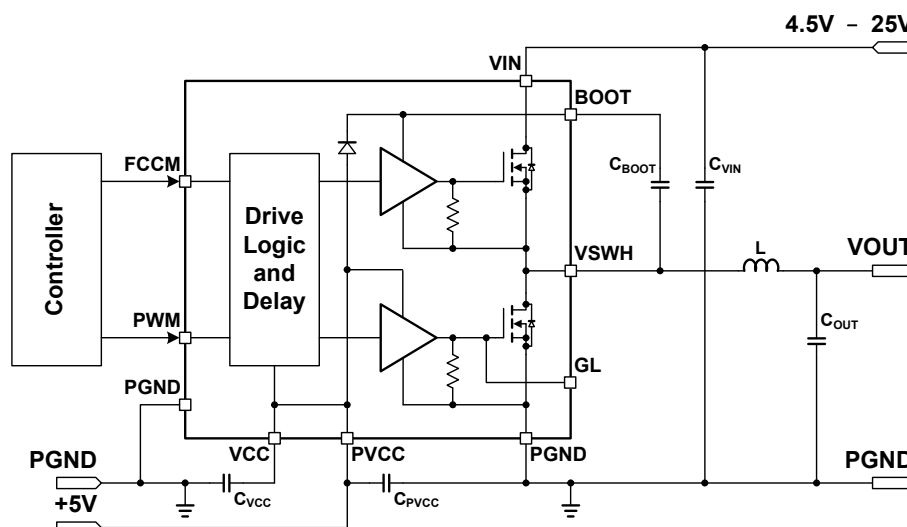 4.5V – 25V
VIN
BOOT
FCCM
CBOOT
CVIN
Controller
Drive
Logic
and
Delay
VSWH
L
VOUT
PWM
COUT
GL
PGND
VCC
PVCC
PGND
PGND
PGND
CVCC
CPVCC
+5V